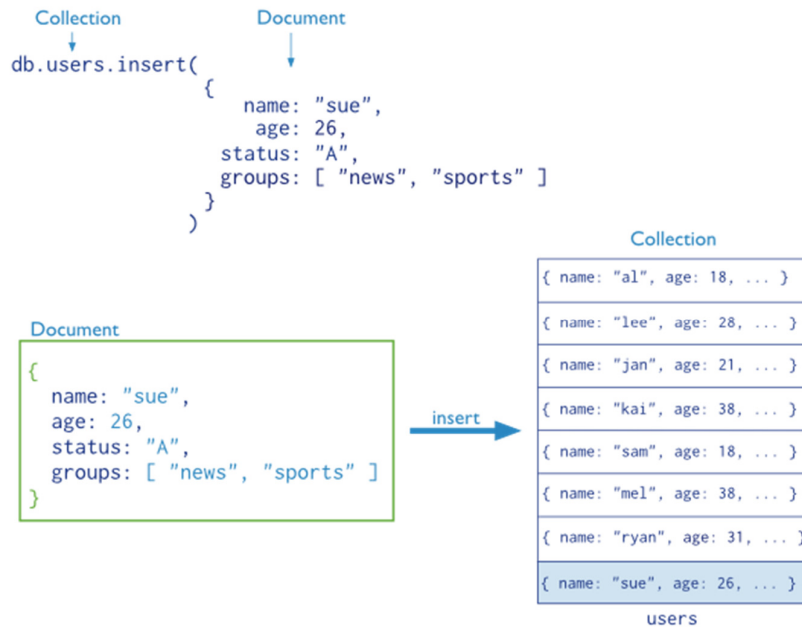 Collection Document
db.users.insert(
{
name: "sue",
age: 26,
status: "A",
groups: [ "news", "sports" ]
}
)
Document
{
name: "sue",
age: 26,
status: "A",
groups: [ "news", "sports" ]
}
insert
Collection
{ name: "al", age: 18, ... }
{ name: "lee", age: 28, ... }
{ name: "jan", age: 21, ... }
{ name: "kai", age: 38, ... }
{ name: "sam", age: 18, ... }
{ name: "mel", age: 38, ... }
{ name: "ryan", age: 31, ... }
{ name: "sue", age: 26, ... }
users